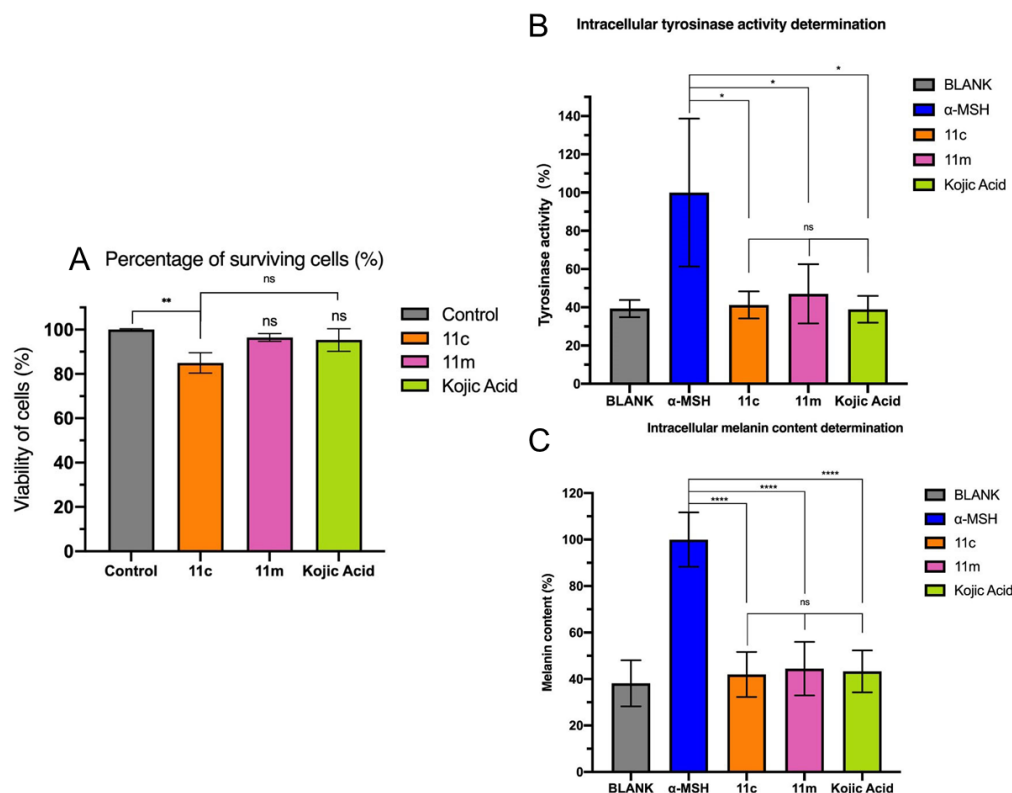 A
Percentage of surviving cells (%)
ns
**
ns
ns
Viability of cells (%)
100
80
60
40
20
0
Control
11c
11m
Kojic Acid
Control
11c
11m
Kojic Acid
B
Intracellular tyrosinase activity determination
*
*
*
ns
Tyrosinase activity (%)
140
120
100
80
60
40
20
0
BLANK
α-MSH
11c
11m
Kojic Acid
BLANK
α-MSH
11c
11m
Kojic Acid
C
Intracellular melanin content determination
****
****
****
ns
Melanin content (%)
120
100
80
60
40
20
0
BLANK
α-MSH
11c
11m
Kojic Acid
BLANK
α-MSH
11c
11m
Kojic Acid